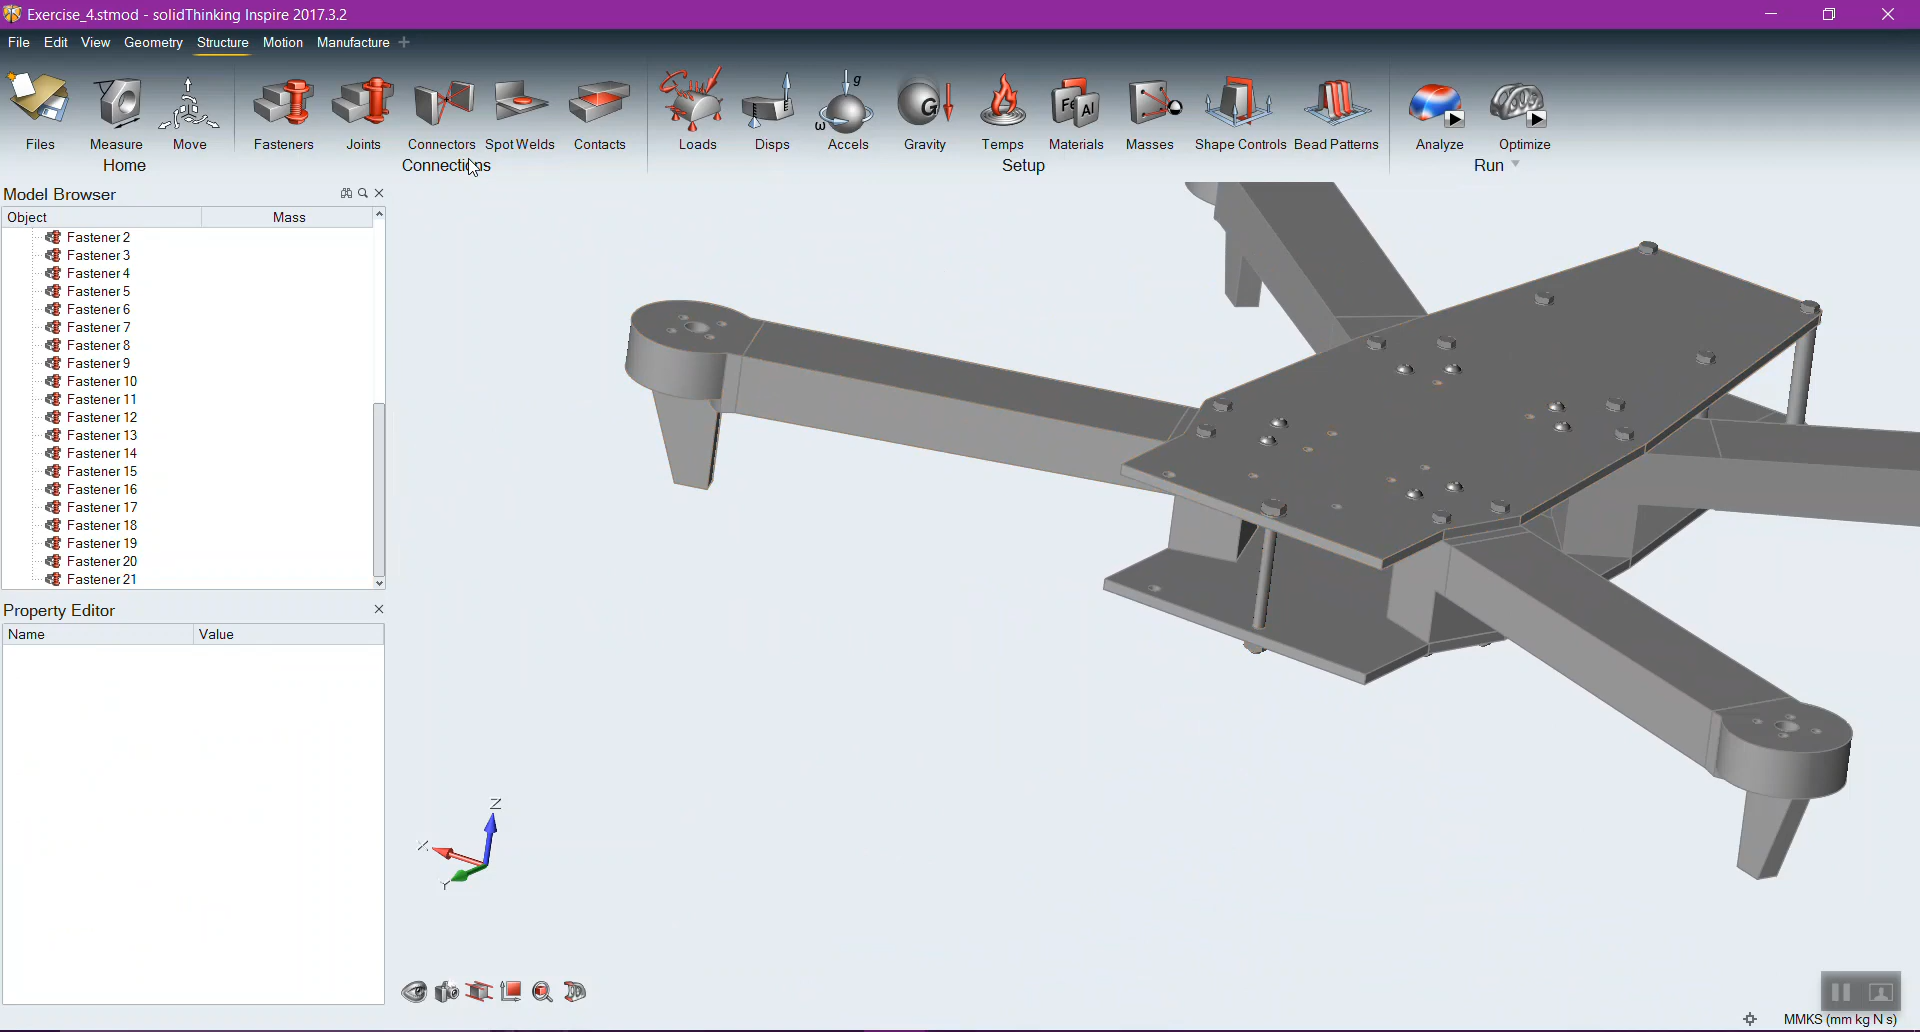 Exercise_4.stmod - solidThinking Inspire 2017.3.2
File Edit View Geometry Structure Motion Manufacture
Files Measure Move Fasteners Joints Connectors Spot Welds Contacts Loads Disps Accels Gravity Temps Materials Masses Shape Controls Bead Patterns Analyze Optimize
Home Connections Setup Run
Model Browser
Object Mass
Fastener 2
Fastener 3
Fastener 4
Fastener 5
Fastener 6
Fastener 7
Fastener 8
Fastener 9
Fastener 10
Fastener 11
Fastener 12
Fastener 13
Fastener 14
Fastener 15
Fastener 16
Fastener 17
Fastener 18
Fastener 19
Fastener 20
Fastener 21
Property Editor
Name Value
g
ω
G
Fe
Al
Z
X
Y
MMKS (mm kg N s)